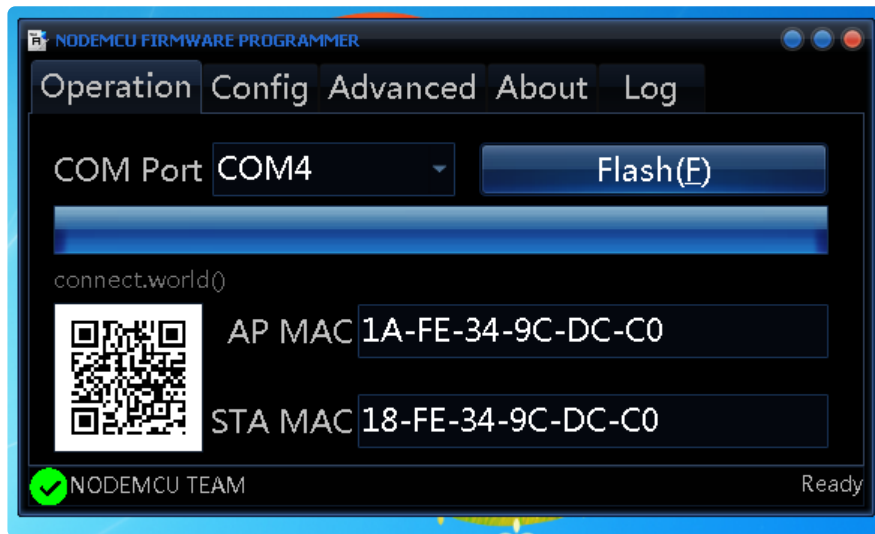 NODEMCU FIRMWARE PROGRAMMER
Operation Config Advanced About Log
COM Port COM4 Flash(F)
connect.world()
AP MAC 1A-FE-34-9C-DC-C0
STA MAC 18-FE-34-9C-DC-C0
NODEMCU TEAM Ready